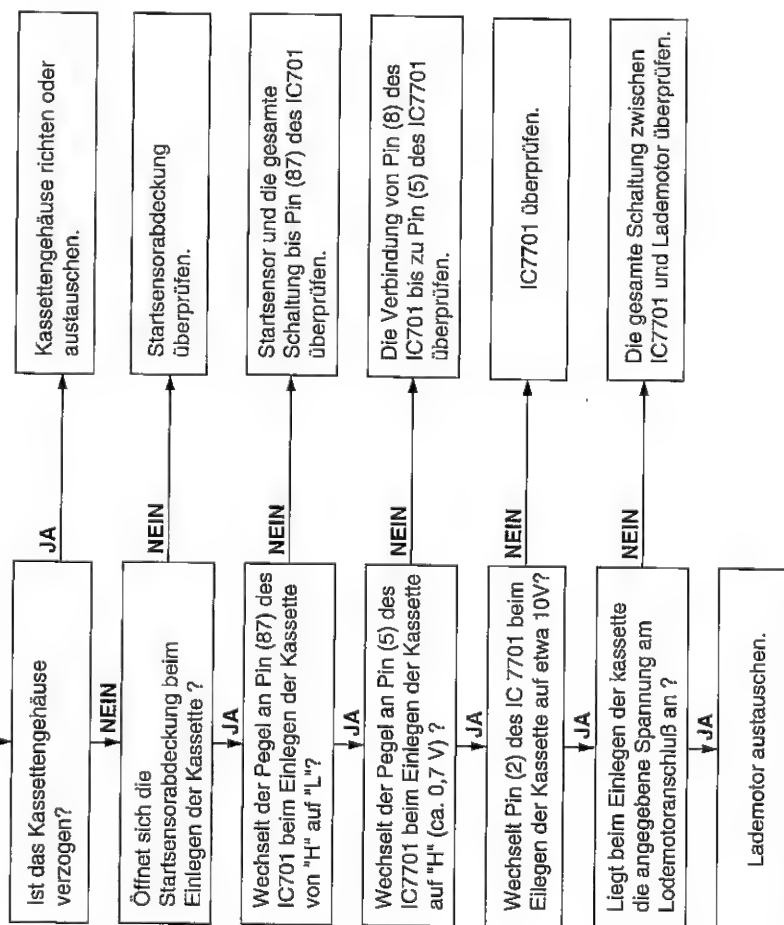 Ist das Kassettengehäuse
verzogen?
JA
Kassettengehäuse richten oder
austauschen.
NEIN
Öffnet sich die
Startsensorabdeckung beim
Einlegen der Kassette ?
NEIN
Startsensorabdeckung
überprüfen.
JA
Wechselt der Pegel an Pin (87) des
IC701 beim Einlegen der Kassette
von "H" auf "L"?
NEIN
Startsensor und die gesamte
Schaltung bis Pin (87) des IC701
überprüfen.
JA
Wechselt der Pegel an Pin (5) des
IC7701 beim Einlegen der Kassette
auf "H" (ca. 0,7 V) ?
NEIN
Die Verbindung von Pin (8) des
IC701 bis zu Pin (5) des IC7701
überprüfen.
JA
Wechselt Pin (2) des IC 7701 beim
Eilegen der Kassette auf etwa 10V?
NEIN
IC7701 überprüfen.
JA
Liegt beim Einlegen der kassette
die angegebene Spannung am
Lodemotoranschluß an ?
NEIN
Die gesamte Schaltung zwischen
IC7701 und Lademotor überprüfen.
JA
Lademotor austauschen.